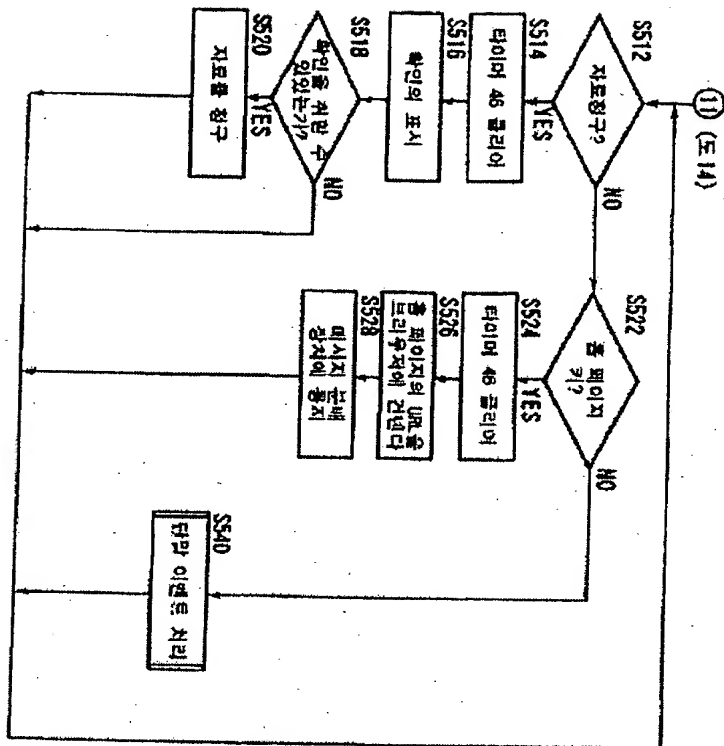 ⑪ (도14)
S512
자료청구?
YES
NO
S514
타이머 46 클리어
S516
확인의 표시
S518
확인을 취할 수
있었는가?
YES
NO
S520
자료를 청구
S522
홈 페이지
키?
YES
NO
S524
타이머 46 클리어
S526
홈 페이지의 URL을
브라우저에 건넨다
S528
메시지 분배
장치에 통지
S540
단말 이벤트 처리